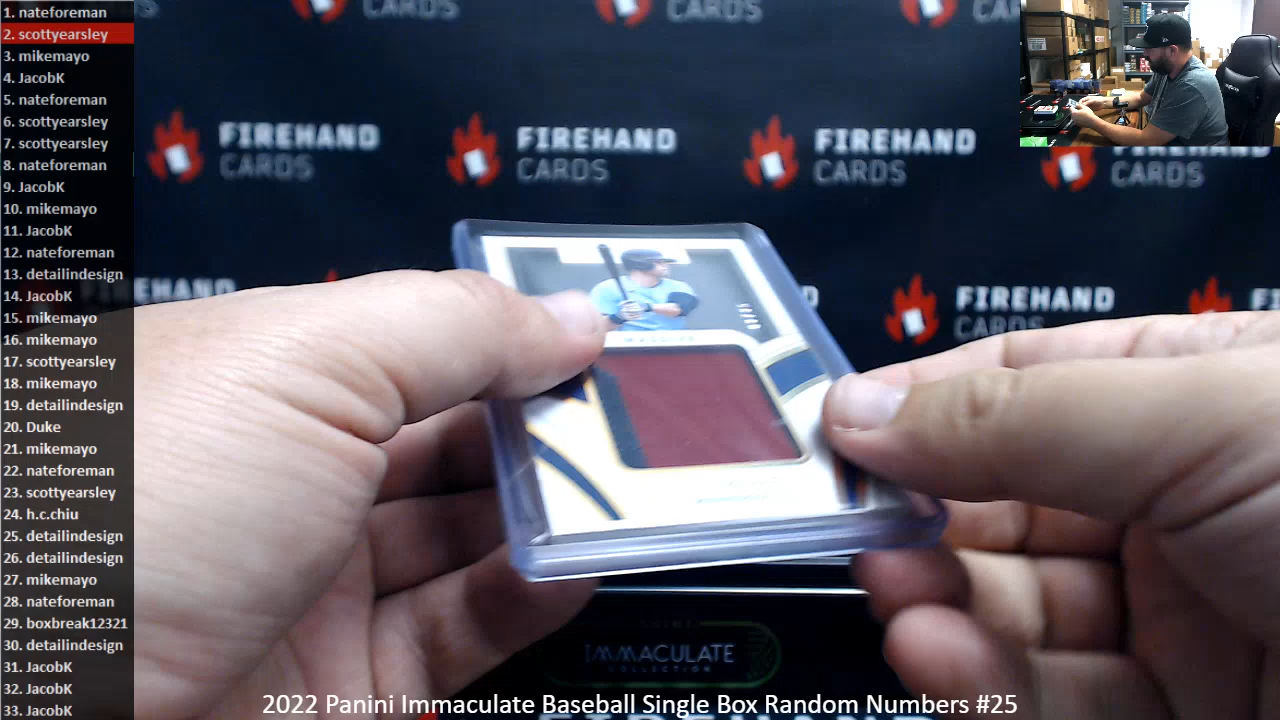 1. nateforeman
2. scottyearsley
3. mikemayo
4. JacobK
5. nateforeman
6. scottyearsley
7. scottyearsley
8. nateforeman
9. JacobK
10. mikemayo
11. JacobK
12. nateforeman
13. detailindesign
14. JacobK
15. mikemayo
16. mikemayo
17. scottyearsley
18. mikemayo
19. detailindesign
20. Duke
21. mikemayo
22. nateforeman
23. scottyearsley
24. h.c.chiu
25. detailindesign
26. detailindesign
27. mikemayo
28. nateforeman
29. boxbreak12321
30. detailindesign
31. JacobK
32. JacobK
33. JacobK
CARDS
CARDS
FIREHAND
CARDS
FIREHAND
CARDS
FIREHAND
CARDS
CARDS
FIREHAND
CARDS
IMMACULATE
COLLECTION
2022 Panini Immaculate Baseball Single Box Random Numbers #25